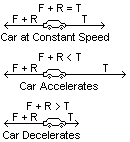 F + R = T
F + R T
Car at Constant Speed
F + R < T
F + R T
Car Accelerates
F + R > T
F + R T
Car Decelerates